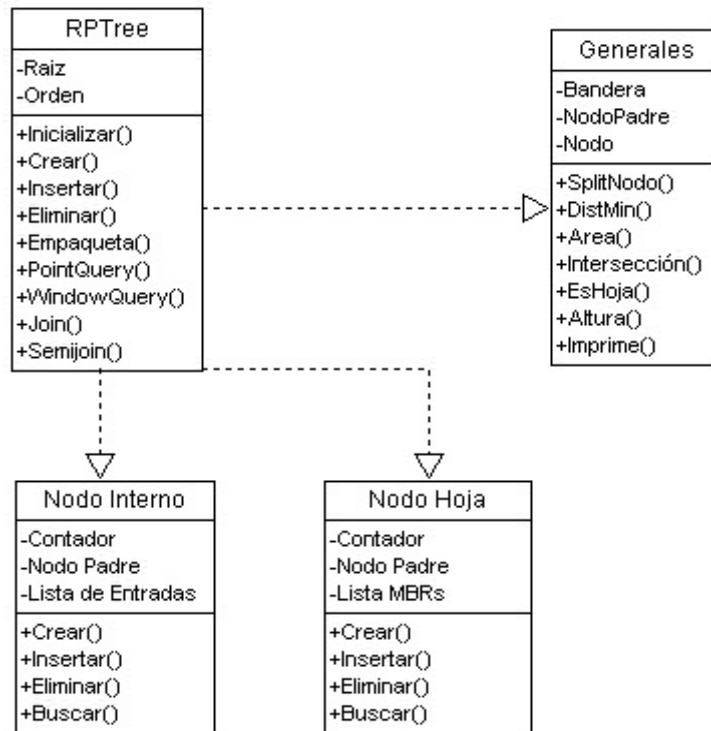 RPTree
-Raiz
-Orden
+Inicializar()
+Crear()
+Insertar()
+Eliminar()
+Empaqueta()
+PointQuery()
+WindowQuery()
+Join()
+Semijoin()
Generales
-Bandera
-NodoPadre
-Nodo
+SplitNodo()
+DistMin()
+Area()
+Intersección()
+EsHoja()
+Altura()
+Imprime()
Nodo Interno
-Contador
-Nodo Padre
-Lista de Entradas
+Crear()
+Insertar()
+Eliminar()
+Buscar()
Nodo Hoja
-Contador
-Nodo Padre
-Lista MBRs
+Crear()
+Insertar()
+Eliminar()
+Buscar()